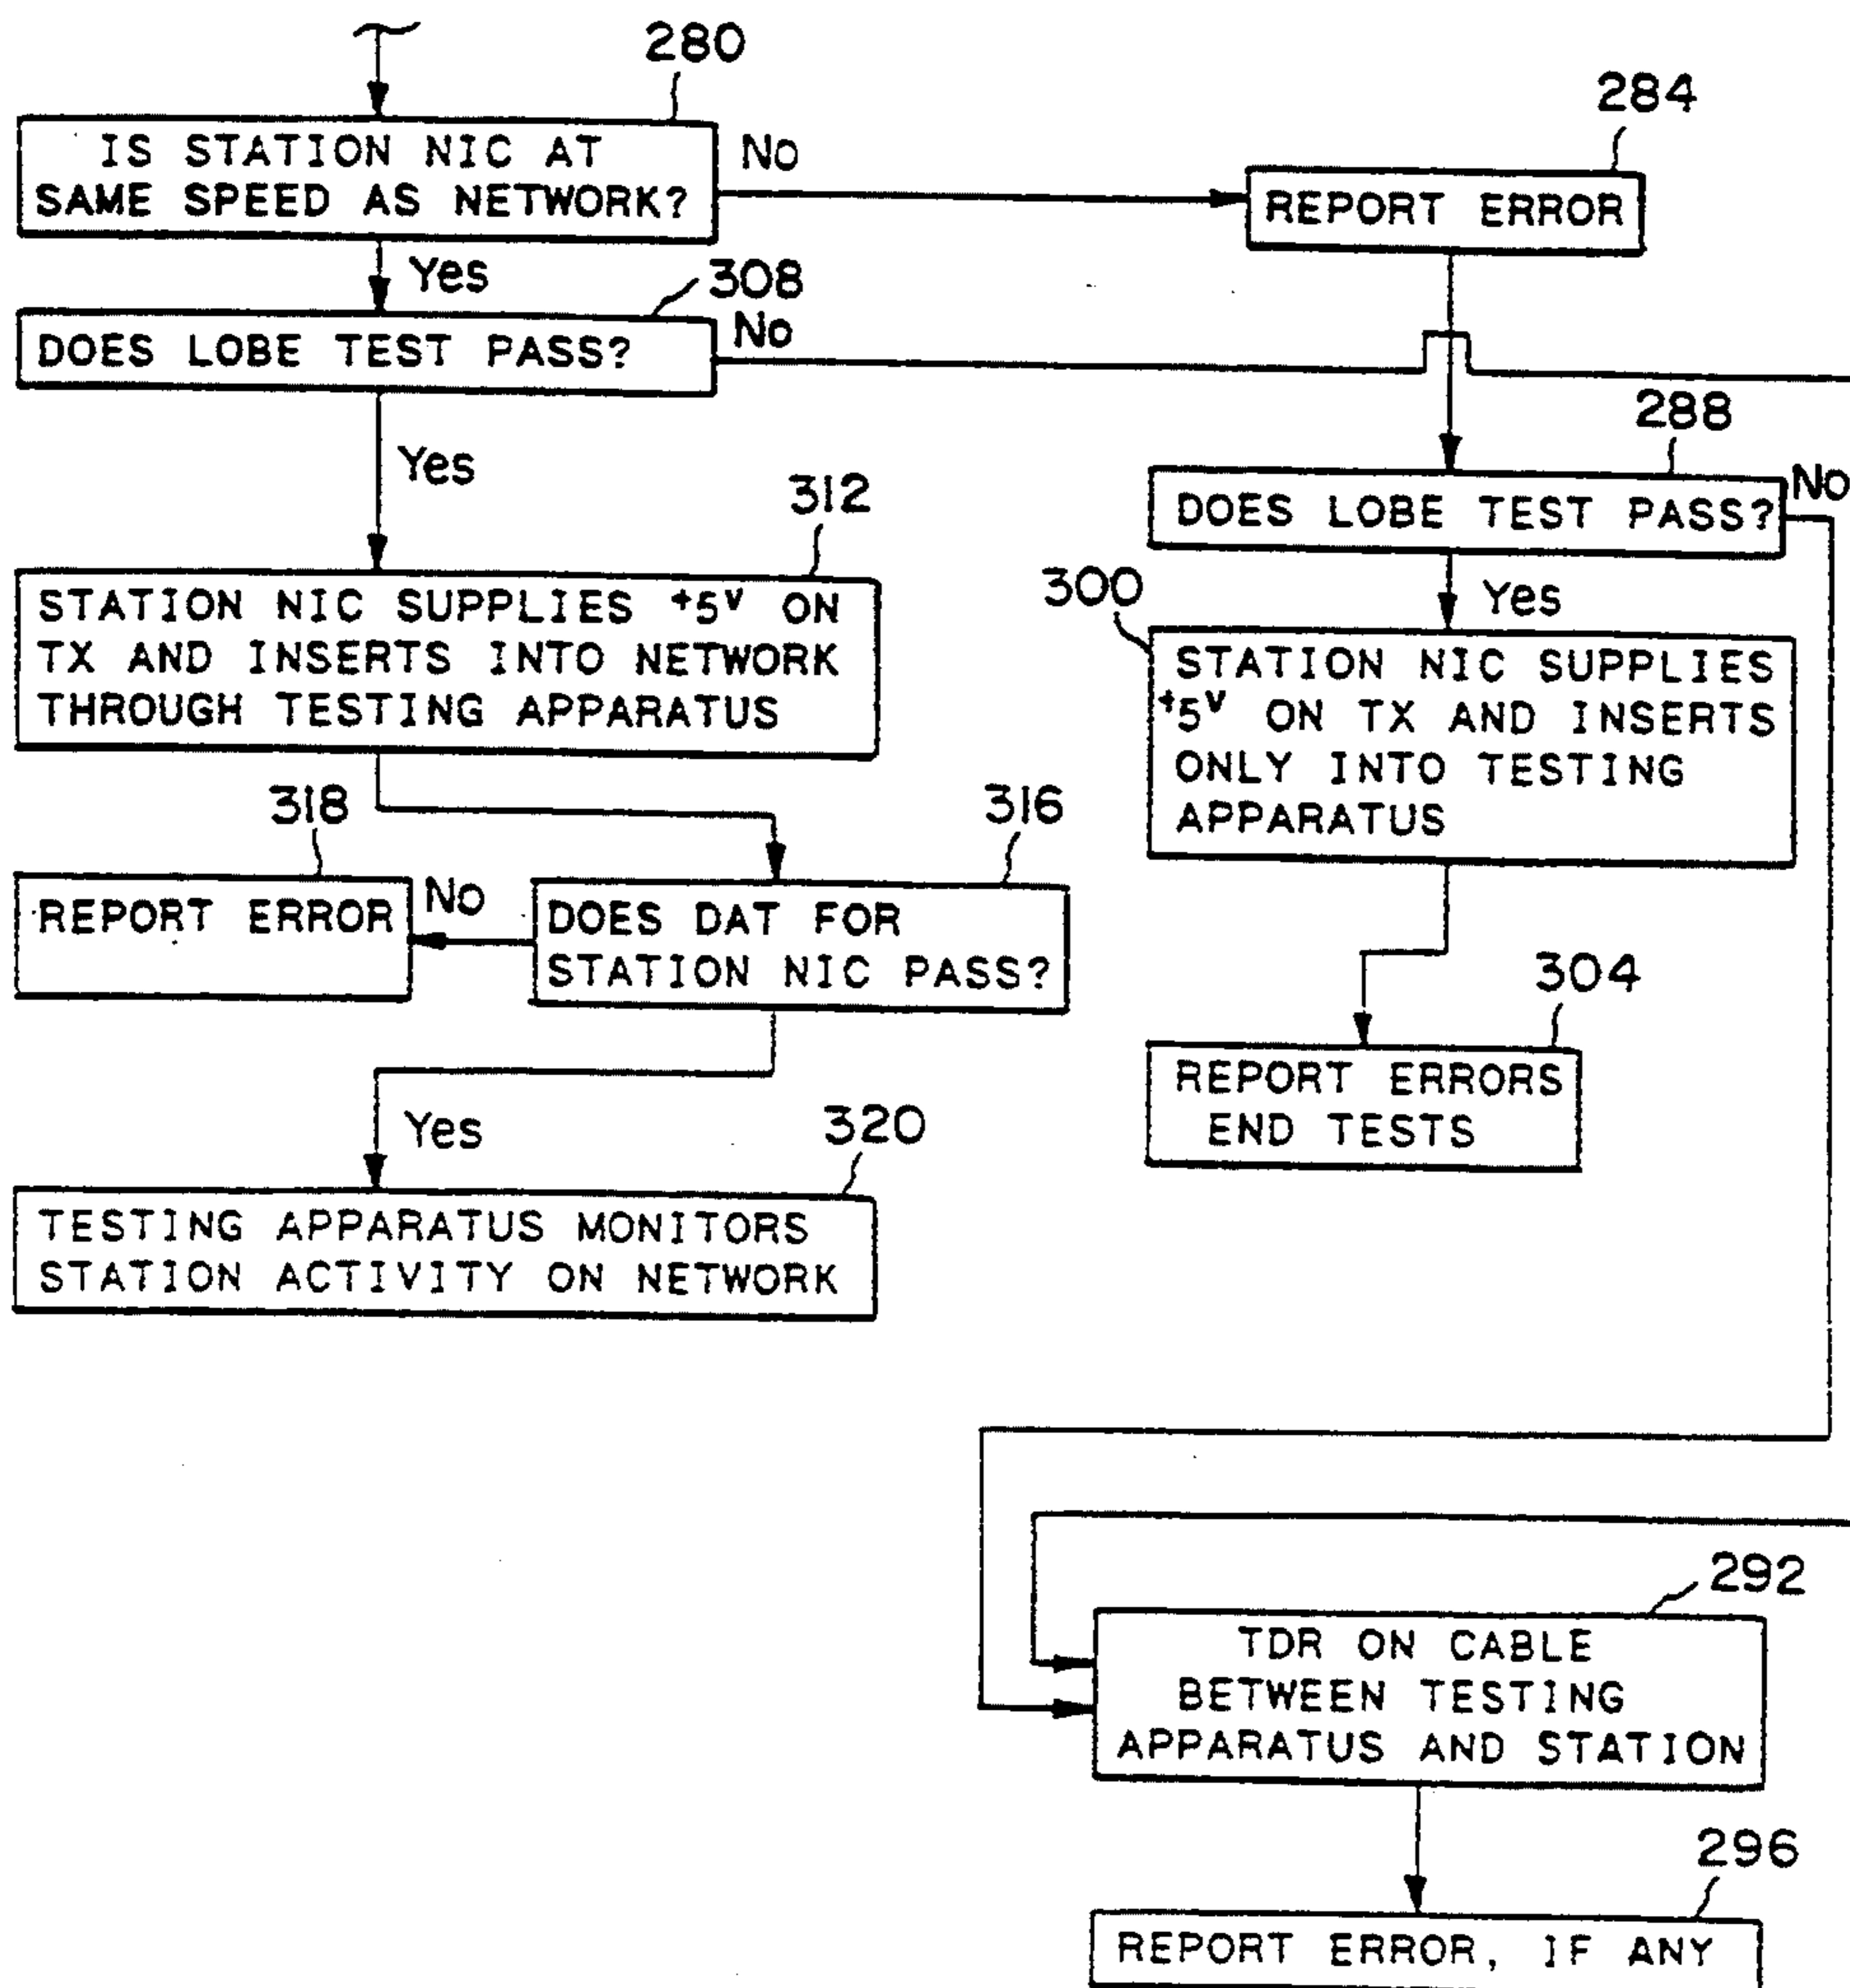 280
IS STATION NIC AT
SAME SPEED AS NETWORK?
No
284
REPORT ERROR
Yes
308
DOES LOBE TEST PASS?
No
288
DOES LOBE TEST PASS?
No
Yes
312
STATION NIC SUPPLIES +5V ON
TX AND INSERTS INTO NETWORK
THROUGH TESTING APPARATUS
Yes
300
STATION NIC SUPPLIES
+5V ON TX AND INSERTS
ONLY INTO TESTING
APPARATUS
318
REPORT ERROR
No
316
DOES DAT FOR
STATION NIC PASS?
304
REPORT ERRORS
END TESTS
Yes
320
TESTING APPARATUS MONITORS
STATION ACTIVITY ON NETWORK
292
TDR ON CABLE
BETWEEN TESTING
APPARATUS AND STATION
296
REPORT ERROR, IF ANY